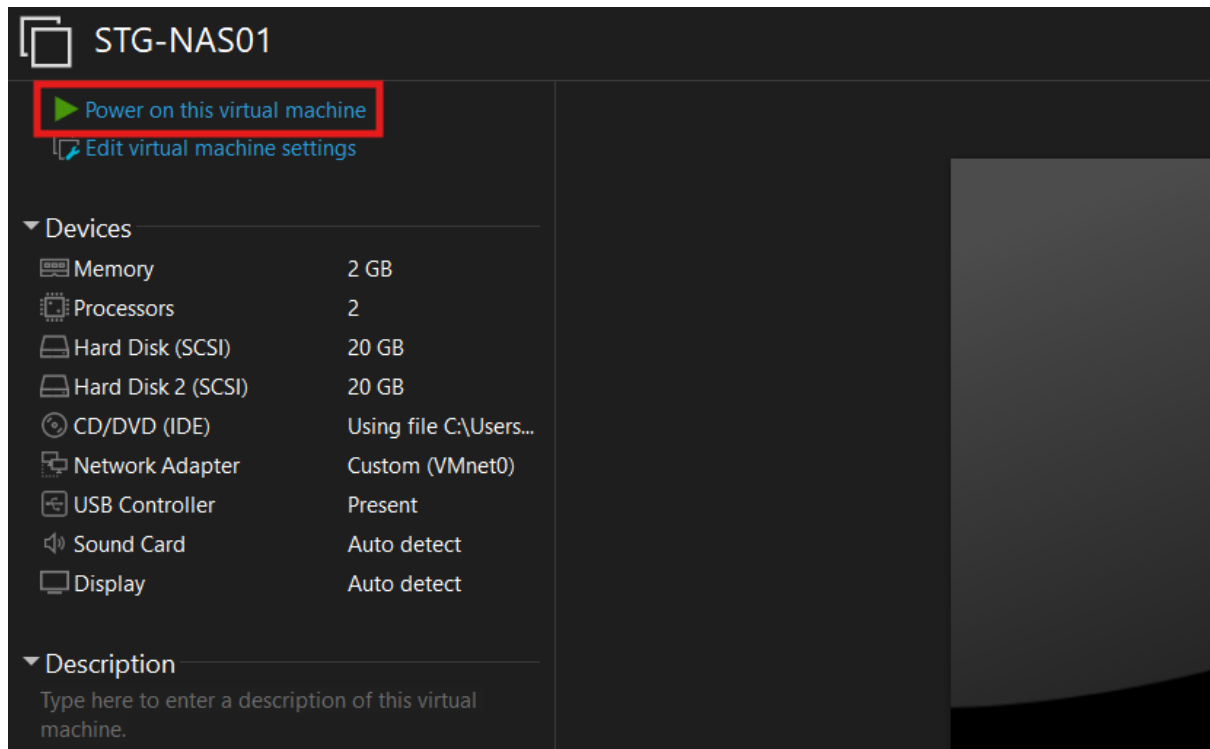 STG-NAS01
Power on this virtual machine
Edit virtual machine settings
Devices
Memory 2 GB
Processors 2
Hard Disk (SCSI) 20 GB
Hard Disk 2 (SCSI) 20 GB
CD/DVD (IDE) Using file C:\Users...
Network Adapter Custom (VMnet0)
USB Controller Present
Sound Card Auto detect
Display Auto detect
Description
Type here to enter a description of this virtual
machine.